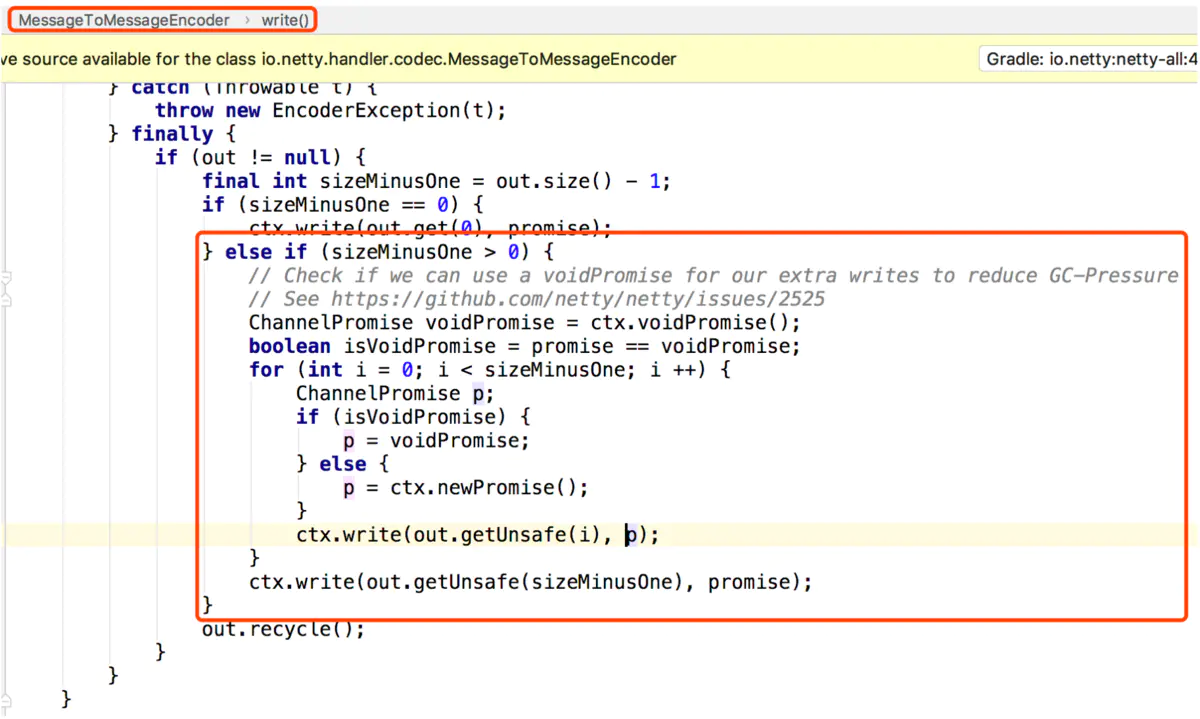 MessageToMessageEncoder › write()
ve source available for the class io.netty.handler.codec.MessageToMessageEncoder
Gradle: io.netty:netty-all:4
} catch (Throwable t) {
throw new EncoderException(t);
} finally {
if (out != null) {
final int sizeMinusOne = out.size() - 1;
if (sizeMinusOne == 0) {
ctx.write(out.get(0), promise);
} else if (sizeMinusOne > 0) {
// Check if we can use a voidPromise for our extra writes to reduce GC-Pressure
// See https://github.com/netty/netty/issues/2525
ChannelPromise voidPromise = ctx.voidPromise();
boolean isVoidPromise = promise == voidPromise;
for (int i = 0; i < sizeMinusOne; i ++) {
ChannelPromise p;
if (isVoidPromise) {
p = voidPromise;
} else {
p = ctx.newPromise();
}
ctx.write(out.getUnsafe(i), p);
}
ctx.write(out.getUnsafe(sizeMinusOne), promise);
}
out.recycle();
}
}
}